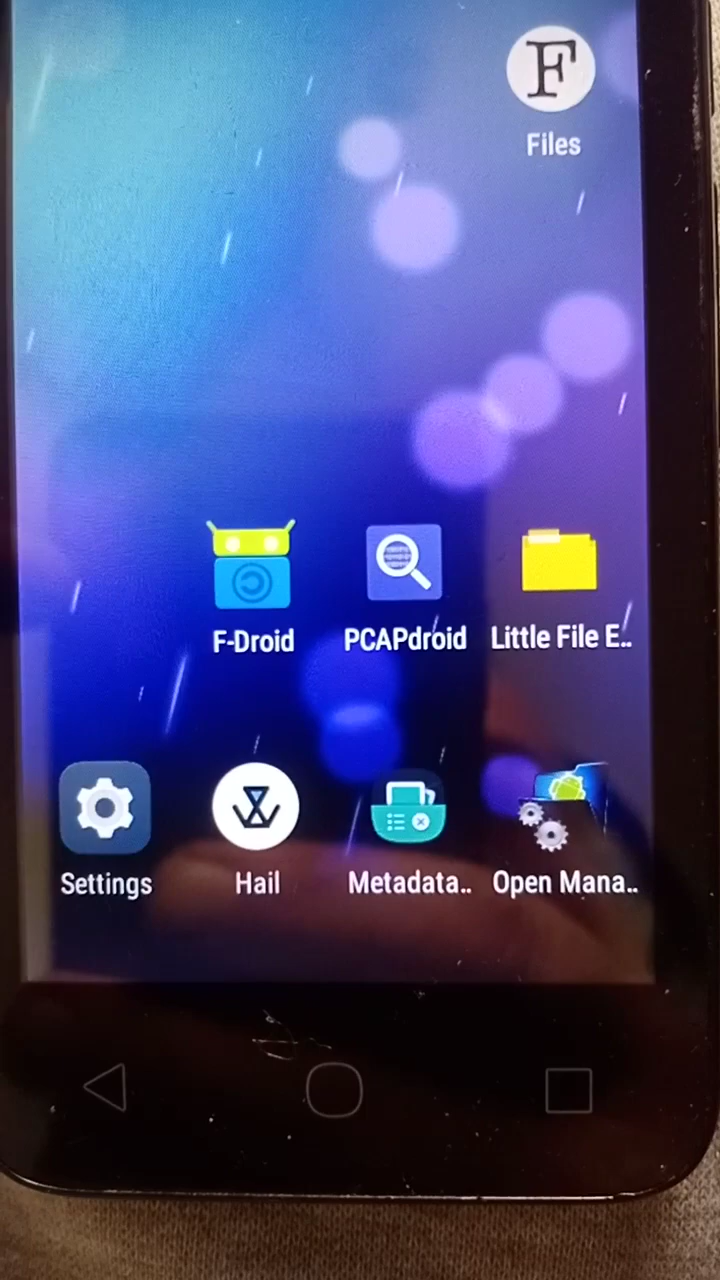 F
Files
F-Droid
PCAPdroid
Little File E..
Settings
Hail
Metadata..
Open Mana..